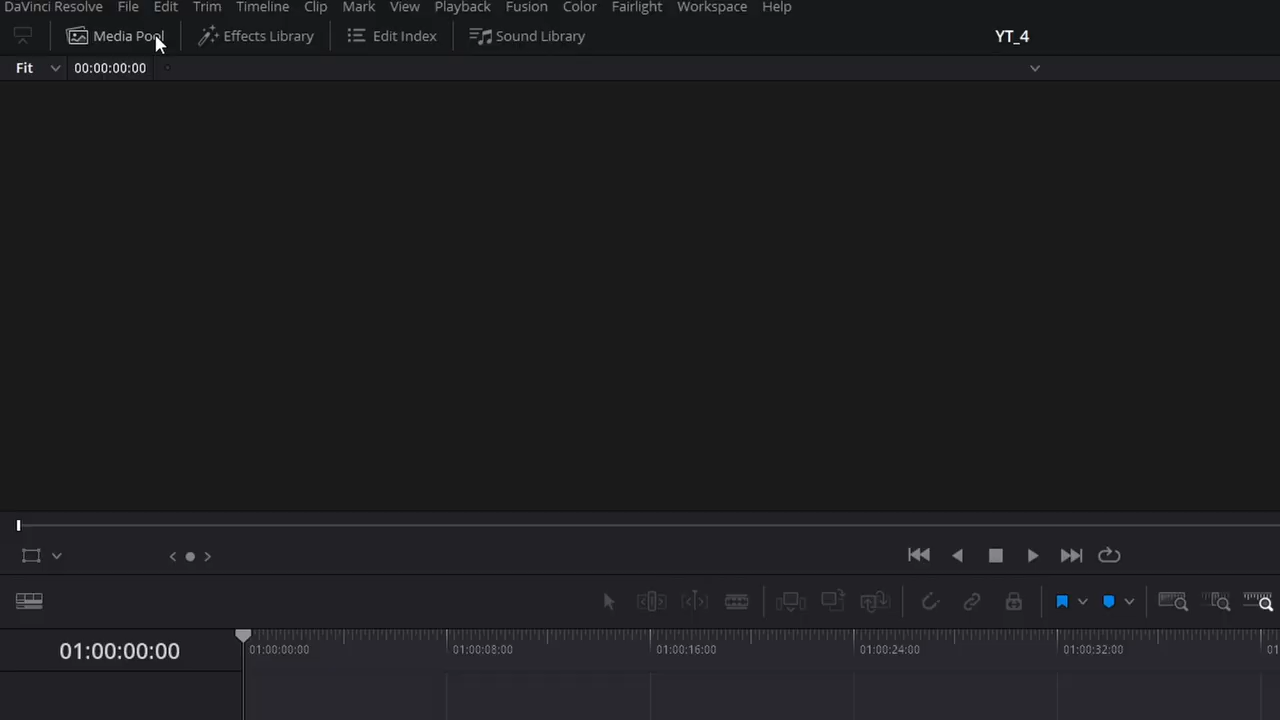 DaVinci Resolve File Edit Trim Timeline Clip Mark View Playback Fusion Color Fairlight Workspace Help
Media Pool Effects Library Edit Index Sound Library YT_4
Fit 00:00:00:00
01:00:00:00 01:00:00:00 01:00:08:00 01:00:16:00 01:00:24:00 01:00:32:00 01